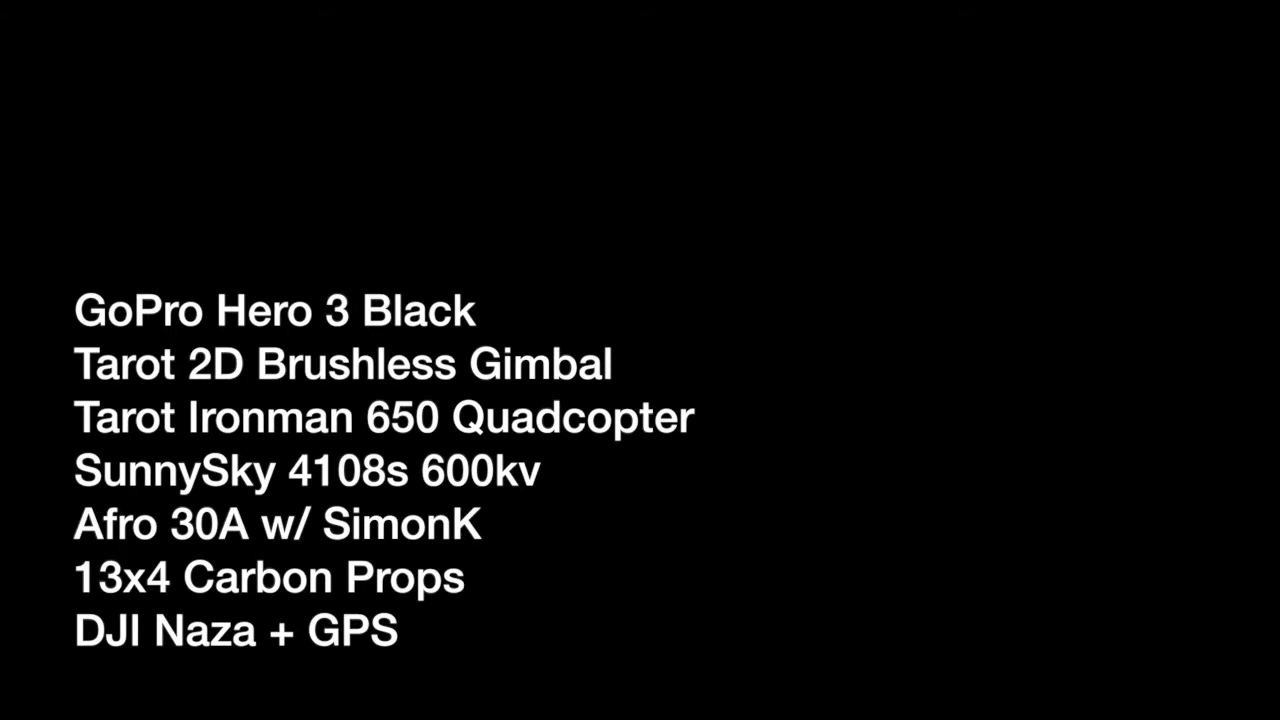 GoPro Hero 3 Black
Tarot 2D Brushless Gimbal
Tarot Ironman 650 Quadcopter
SunnySky 4108s 600kv
Afro 30A w/ SimonK
13x4 Carbon Props
DJI Naza + GPS